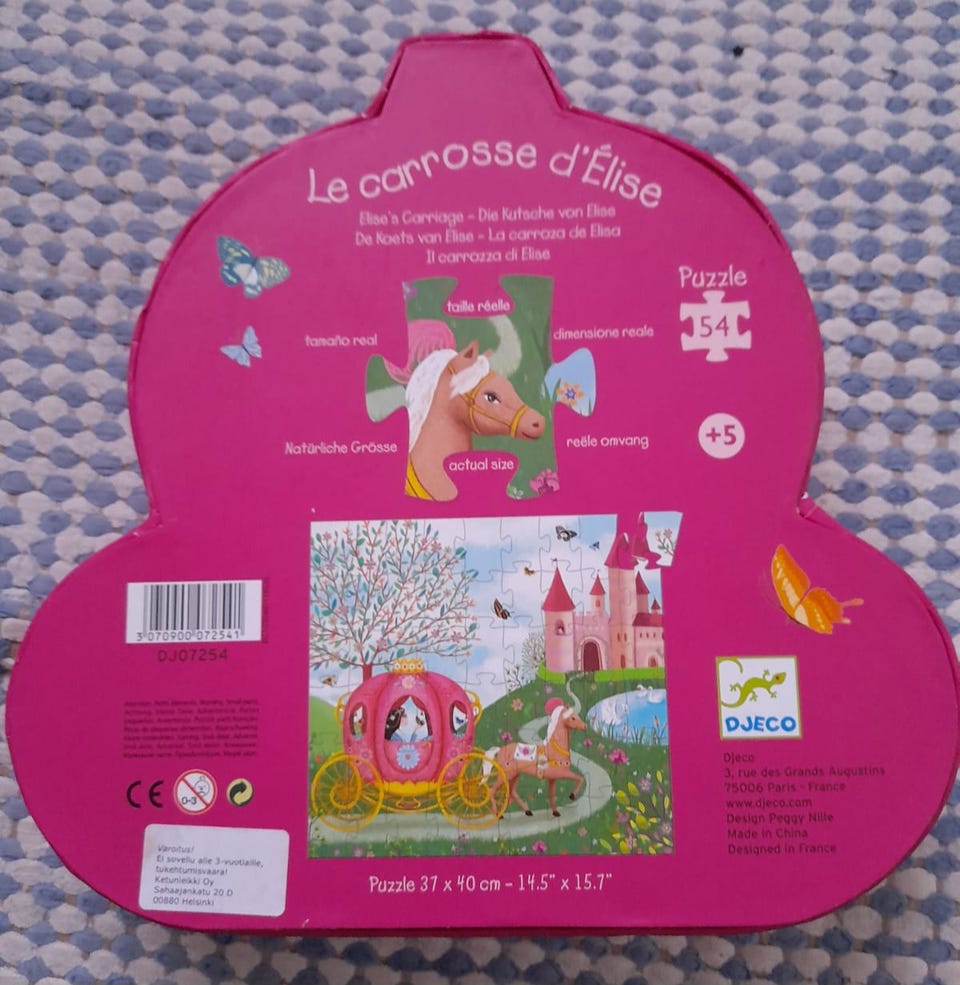 Le carrosse d'Élise
Elise's Carriage - Die Kutsche von Elise
De Koets van Elise - La carroza de Elisa
Il carrozza di Elise
Puzzle
54
taille réelle
tamaño real
dimensione reale
Natürliche Grösse
reële omvang
actual size
+5
3 070900 072541
DJ07254
CE
0-3
Varoitus!
Ei sovellu alle 3-vuotiaille,
tukehtumisvaara!
Ketunleikki Oy
Sahaajankatu 20 D
00880 Helsinki
Puzzle 37 x 40 cm - 14.5" x 15.7"
DJECO
Djeco
3, rue des Grands Augustins
75006 Paris - France
www.djeco.com
Design Peggy Nille
Made in China
Designed in France